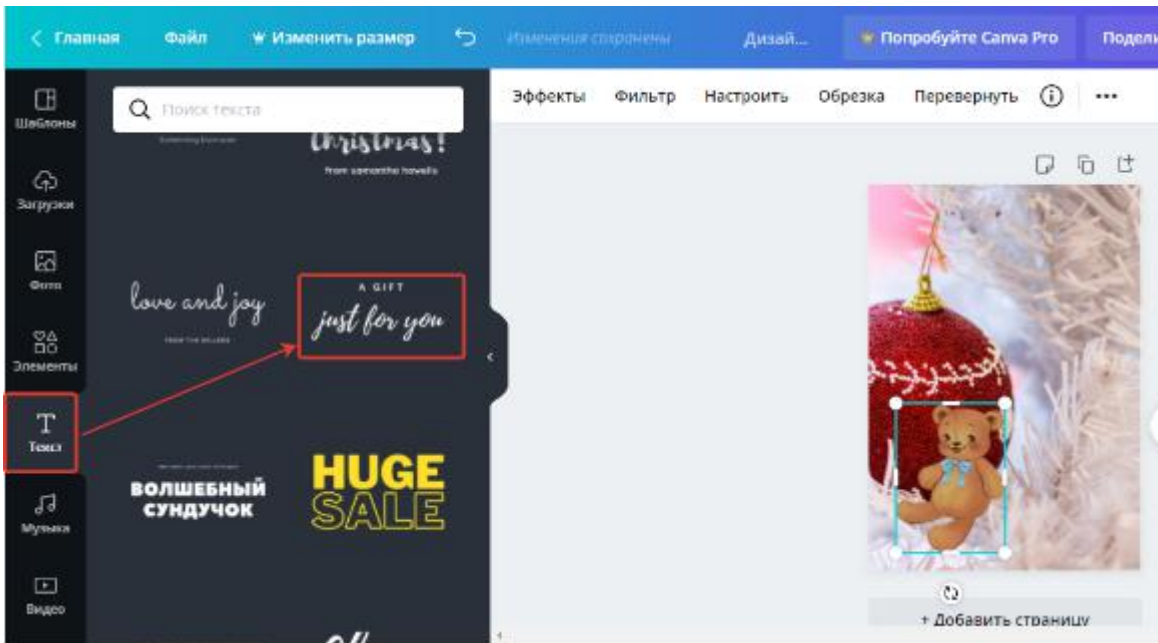 Главная Файл Изменить размер Изменения сохранены Дизай... Попробуйте Canva Pro Подели
Эффекты Фильтр Настроить Обрезка Перевернуть
Поиск текста
Шаблоны
Christmas!
from samantha howells
Загрузки
Фото
love and joy
A GIFT
just for you
Элементы
Текст
ВОЛШЕБНЫЙ
СУНДУЧОК
HUGE
SALE
Музыка
Видео
+ Добавить страницу